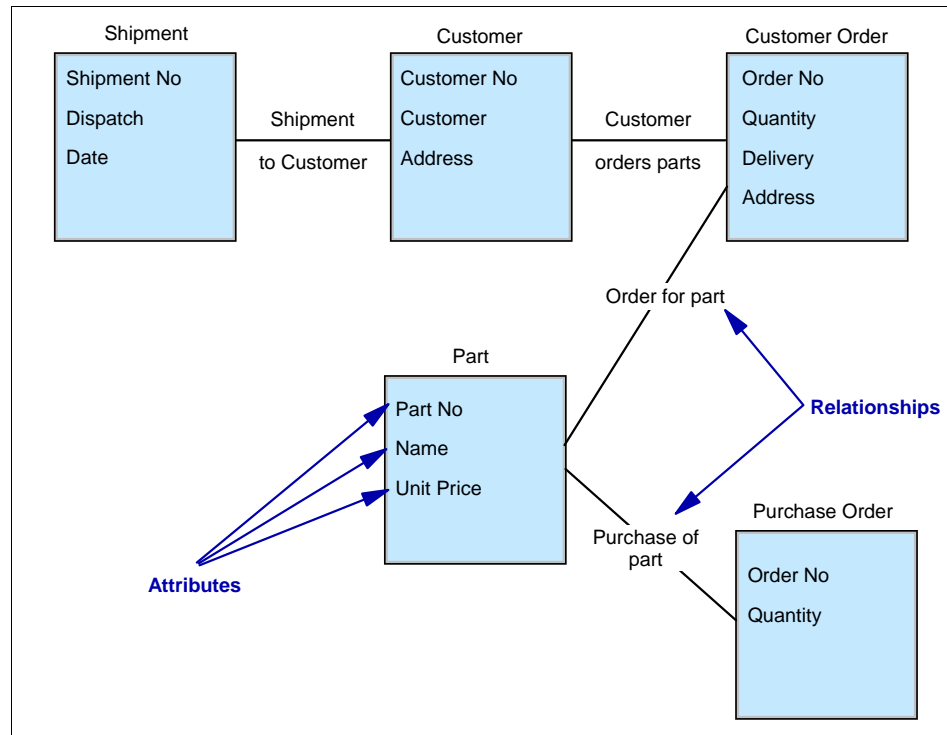 Shipment
Shipment No
Dispatch
Date
Shipment
to Customer
Customer
Customer No
Customer
Address
Customer
orders parts
Customer Order
Order No
Quantity
Delivery
Address
Order for part
Relationships
Part
Part No
Name
Unit Price
Attributes
Purchase of
part
Purchase Order
Order No
Quantity